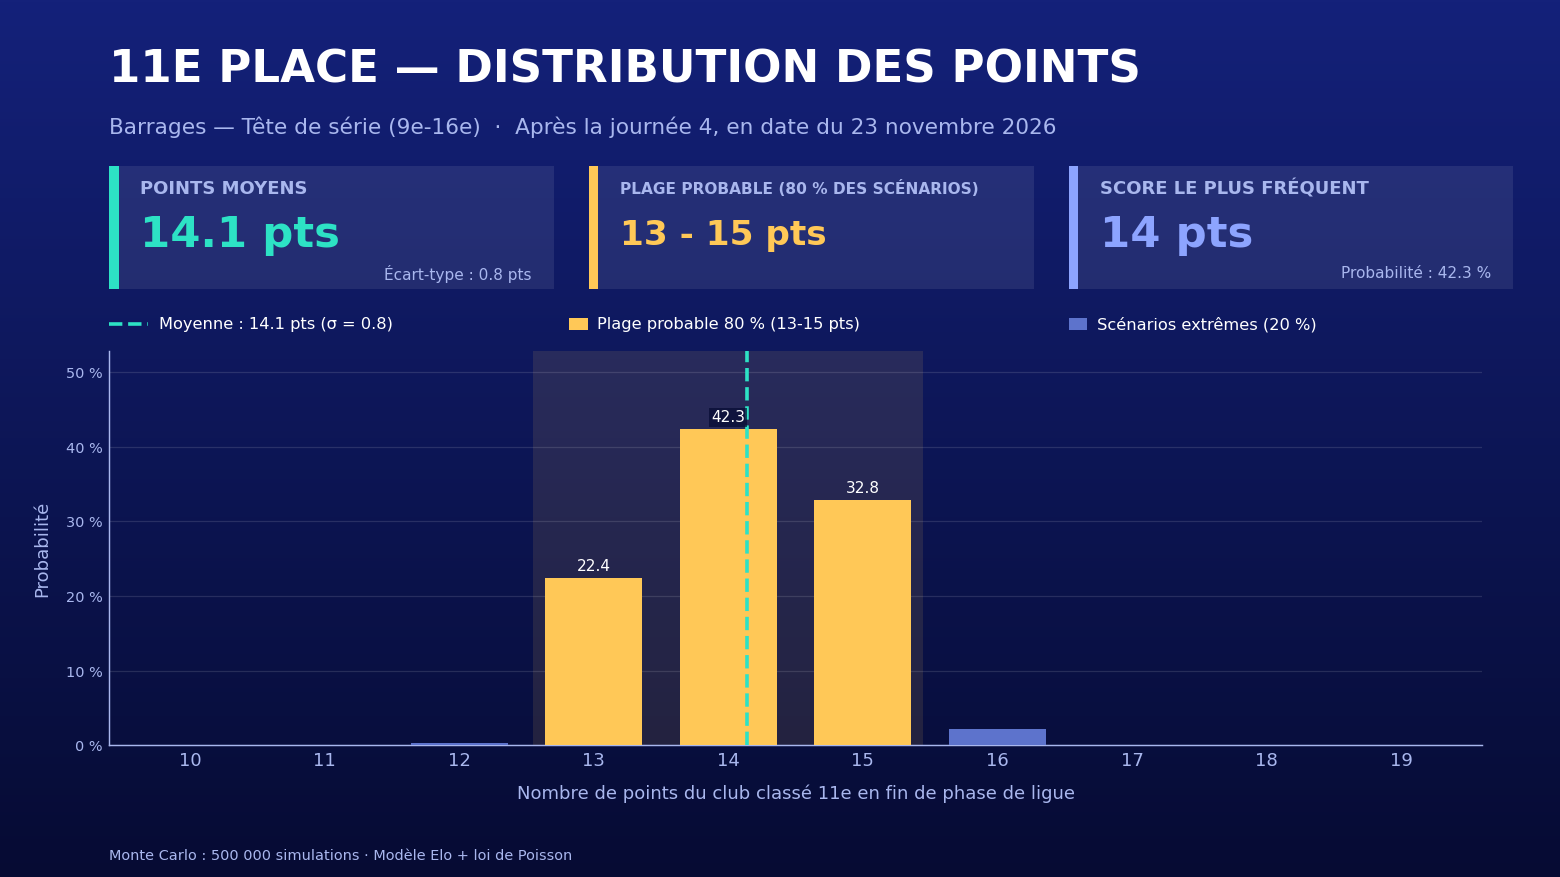 11E PLACE — DISTRIBUTION DES POINTS
Barrages — Tête de série (9e-16e) · Après la journée 4, en date du 23 novembre 2026
POINTS MOYENS
14.1 pts
Écart-type : 0.8 pts
PLAGE PROBABLE (80 % DES SCÉNARIOS)
13 - 15 pts
SCORE LE PLUS FRÉQUENT
14 pts
Probabilité : 42.3 %
Moyenne : 14.1 pts (σ = 0.8)
Plage probable 80 % (13-15 pts)
Scénarios extrêmes (20 %)
Probabilité
50 %
40 %
30 %
20 %
10 %
0 %
22.4
42.3
32.8
10 11 12 13 14 15 16 17 18 19
Nombre de points du club classé 11e en fin de phase de ligue
Monte Carlo : 500 000 simulations · Modèle Elo + loi de Poisson